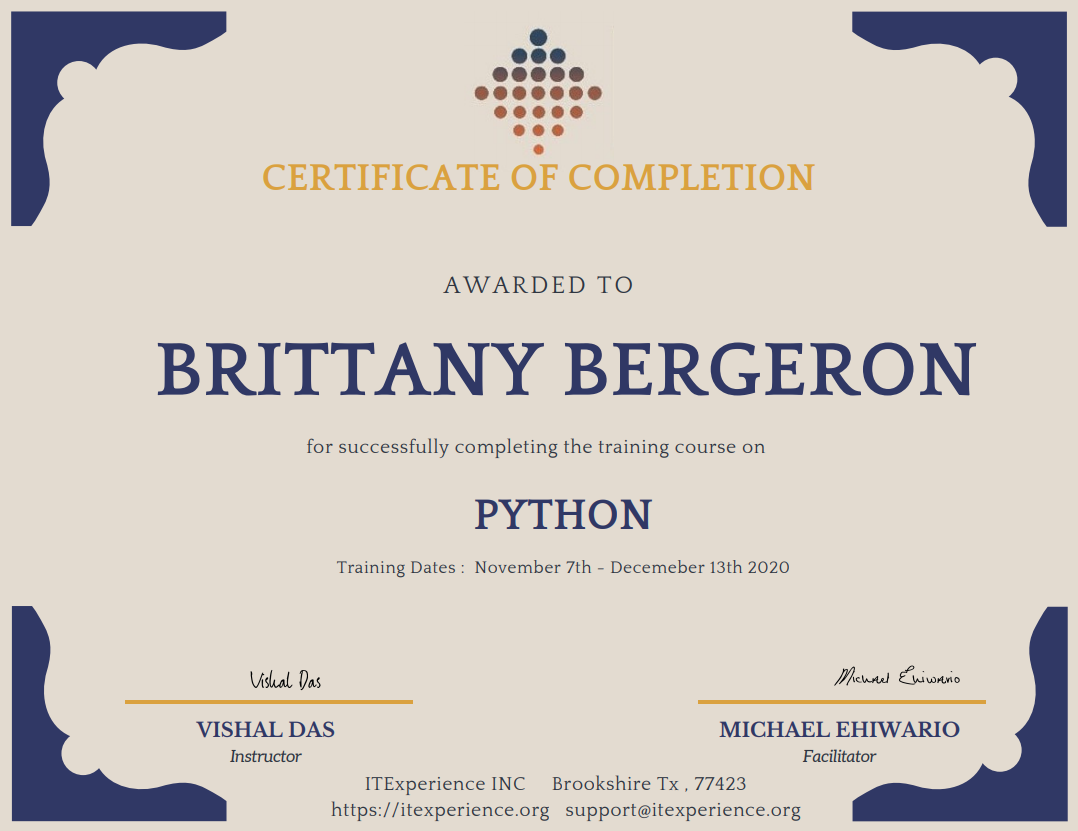 CERTIFICATE OF COMPLETION
AWARDED TO
BRITTANY BERGERON
for successfully completing the training course on
PYTHON
Training Dates : November 7th - Decemeber 13th 2020
Vishal Das
Michael Ehiwario
VISHAL DAS
MICHAEL EHIWARIO
Instructor
Facilitator
ITExperience INC Brookshire Tx , 77423
https://itexperience.org support@itexperience.org